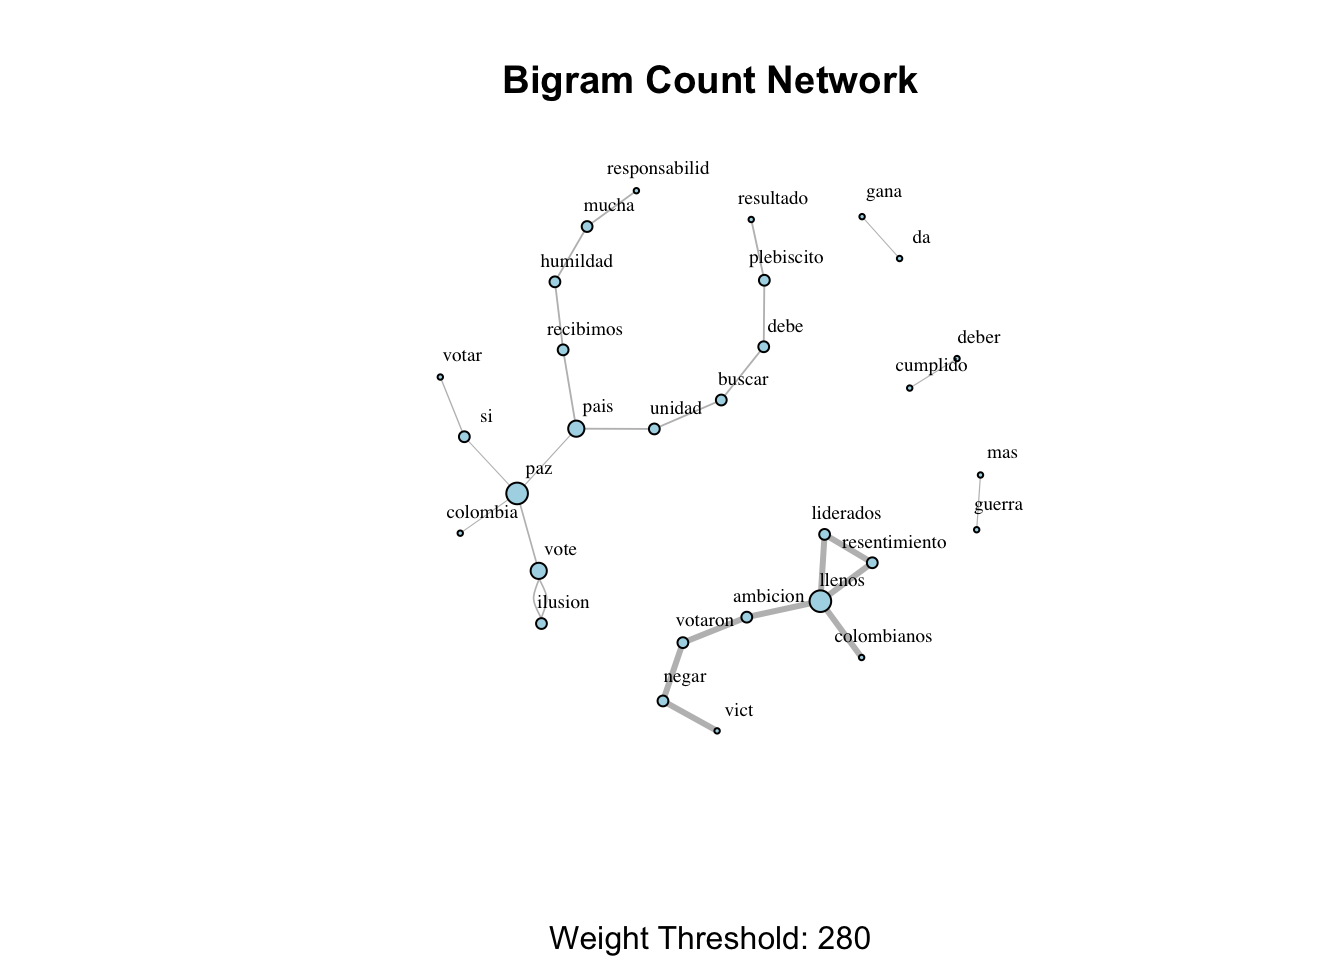 Bigram Count Network
responsabilid
resultado
gana
mucha
da
humildad
plebiscito
recibimos
debe
deber
votar
cumplido
buscar
pais
unidad
si
mas
paz
guerra
colombia
liderados
resentimiento
vote
llenos
ilusion
ambicion
votaron
colombianos
negar
vict
Weight Threshold: 280